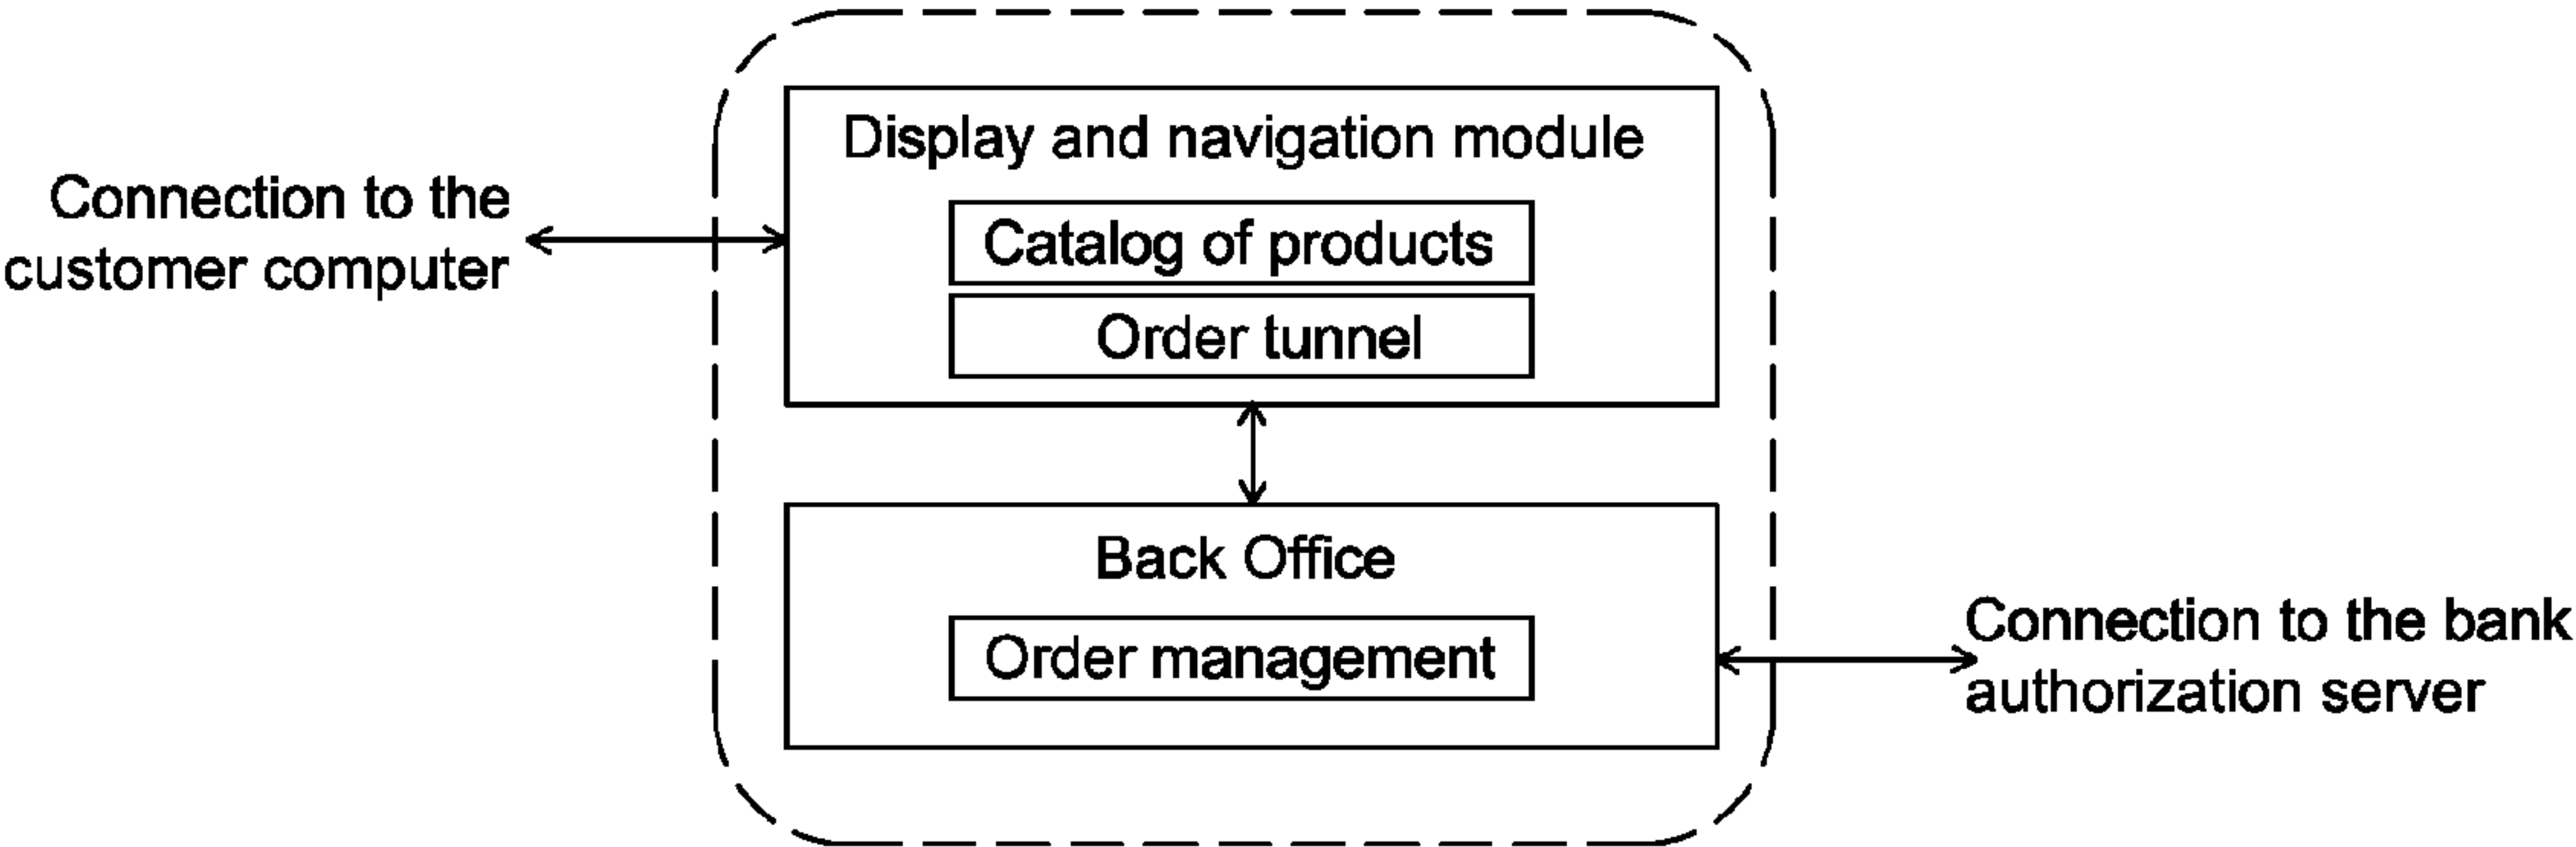 Display and navigation module
Connection to the
customer computer
Catalog of products
Order tunnel
Back Office
Order management
Connection to the bank
authorization server